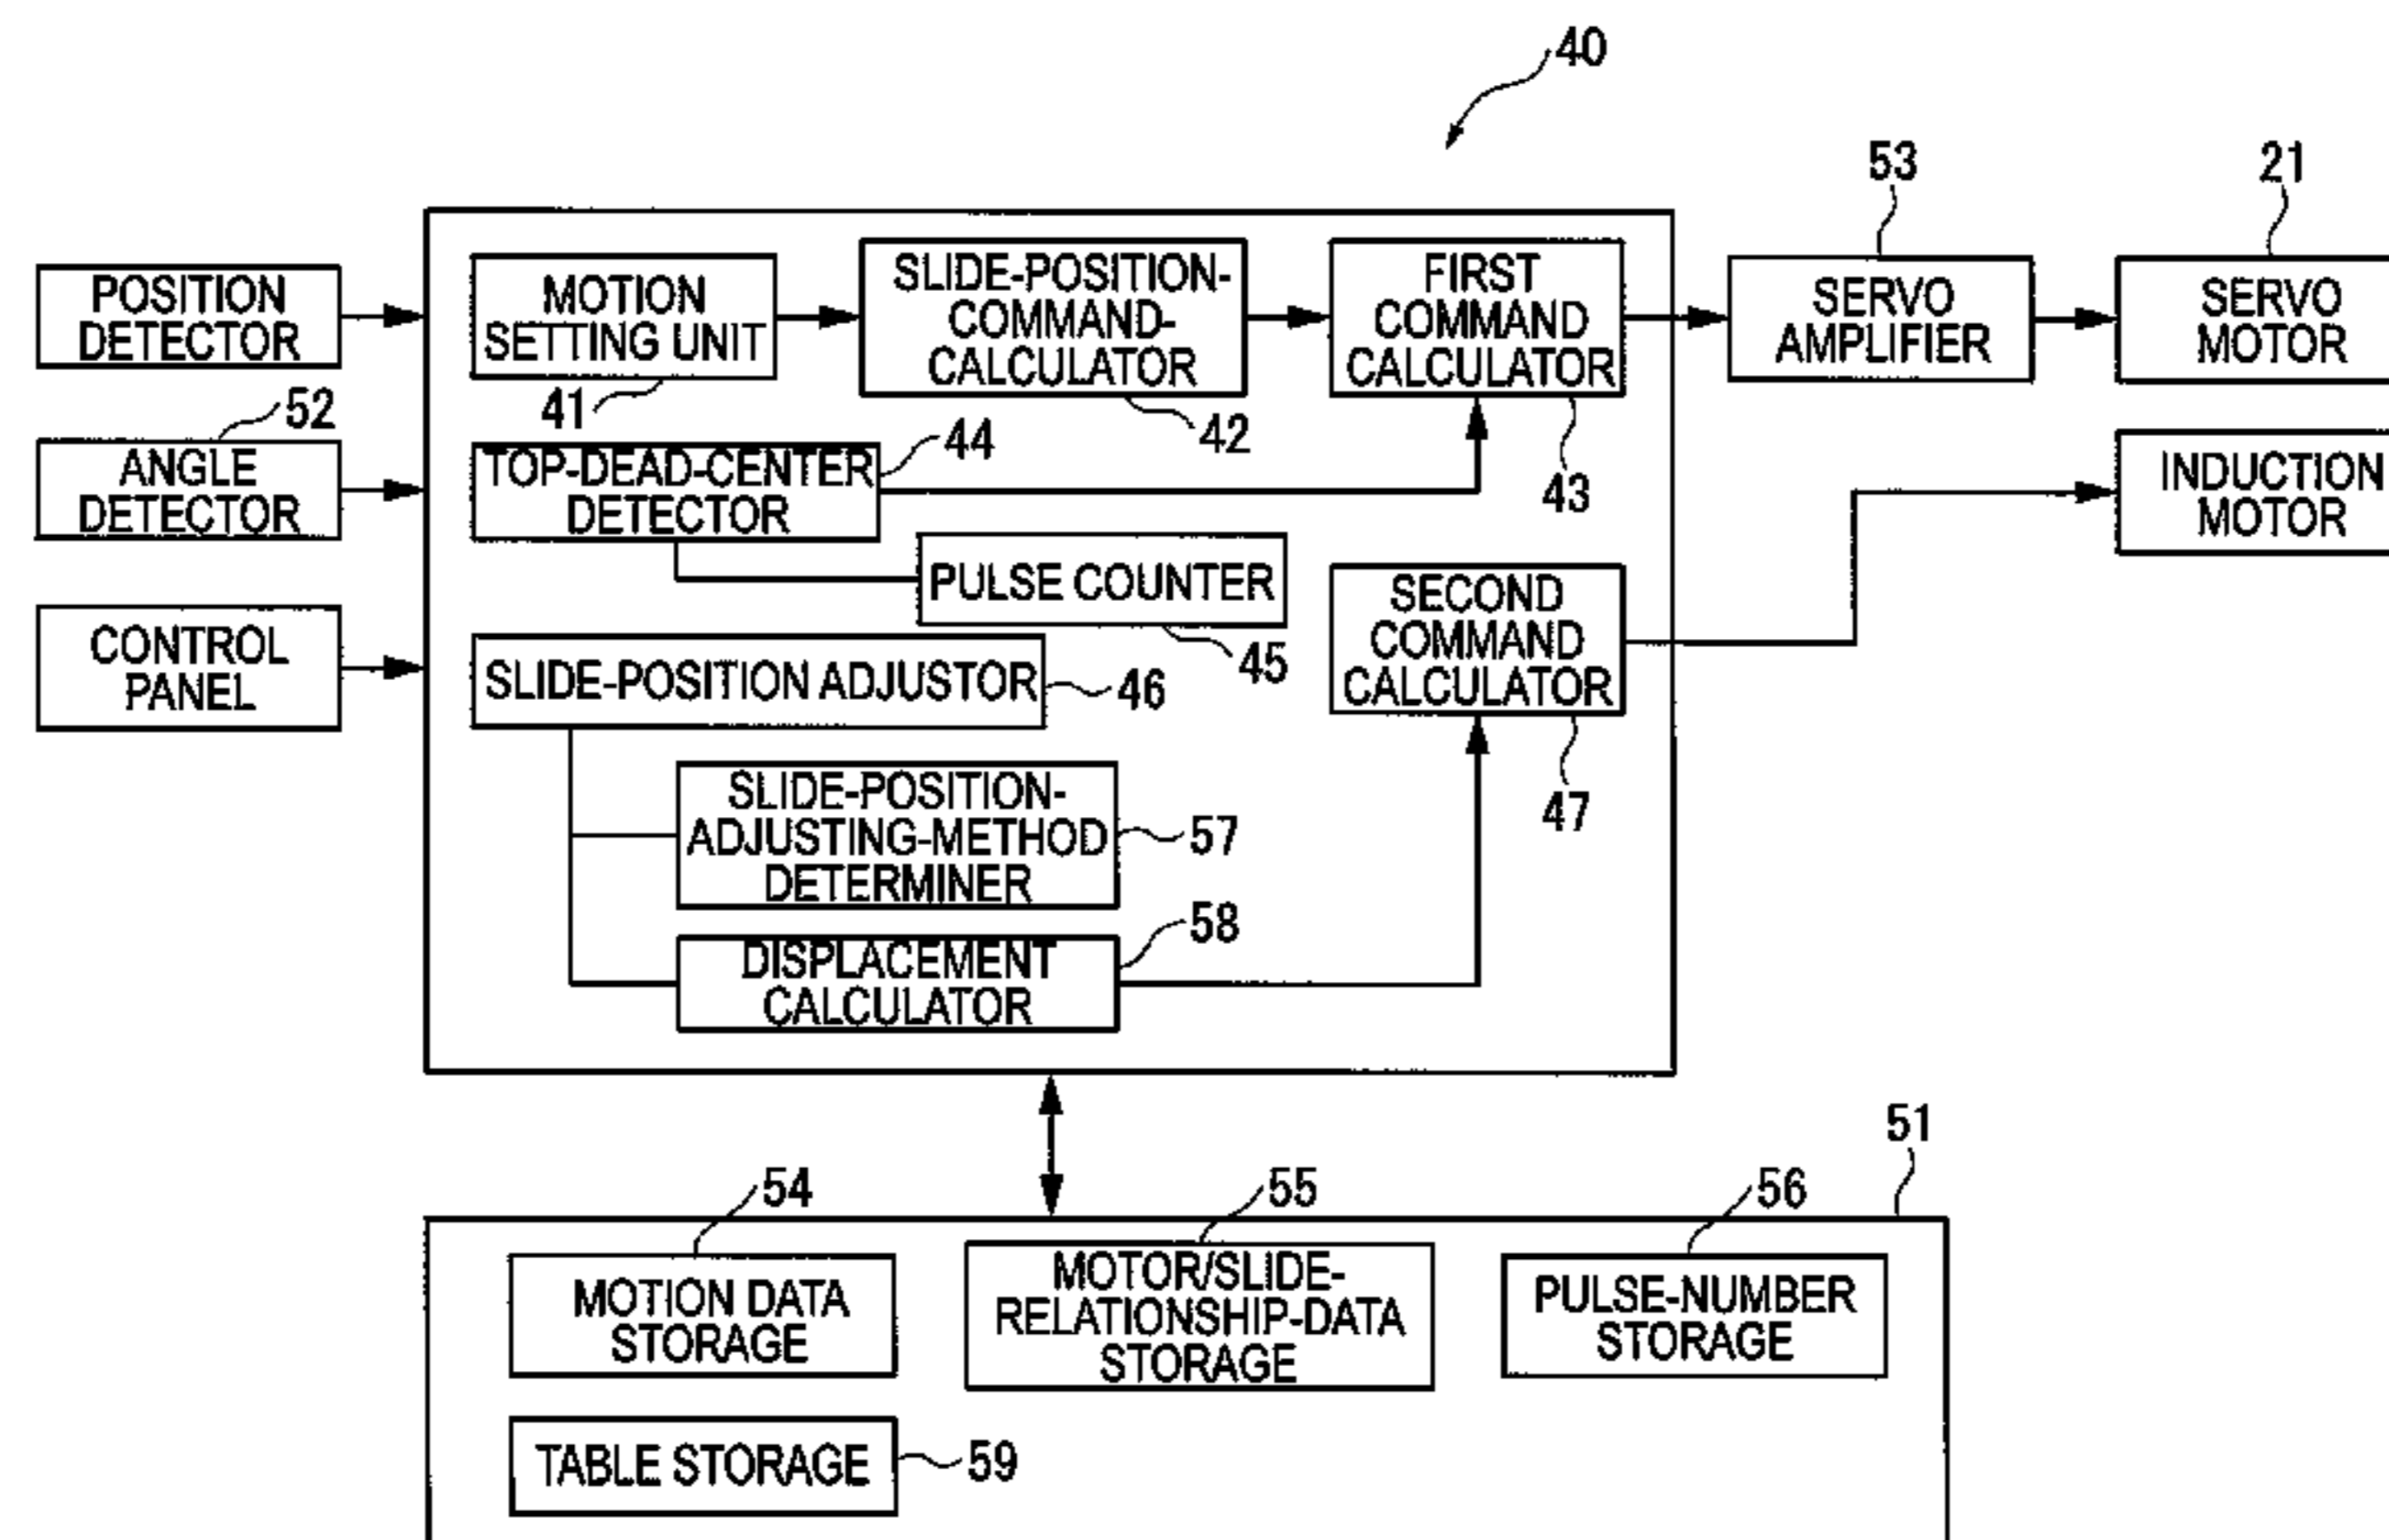 40
53
21
POSITION
DETECTOR
MOTION
SETTING UNIT
41
SLIDE-POSITION-
COMMAND-
CALCULATOR
42
FIRST
COMMAND
CALCULATOR
43
SERVO
AMPLIFIER
SERVO
MOTOR
52
ANGLE
DETECTOR
TOP-DEAD-CENTER
DETECTOR
44
INDUCTION
MOTOR
PULSE COUNTER
45
SECOND
COMMAND
CALCULATOR
47
CONTROL
PANEL
SLIDE-POSITION ADJUSTOR
46
SLIDE-POSITION-
ADJUSTING-METHOD
DETERMINER
57
DISPLACEMENT
CALCULATOR
58
51
54
55
56
MOTION DATA
STORAGE
MOTOR/SLIDE-
RELATIONSHIP-DATA
STORAGE
PULSE-NUMBER
STORAGE
TABLE STORAGE
59